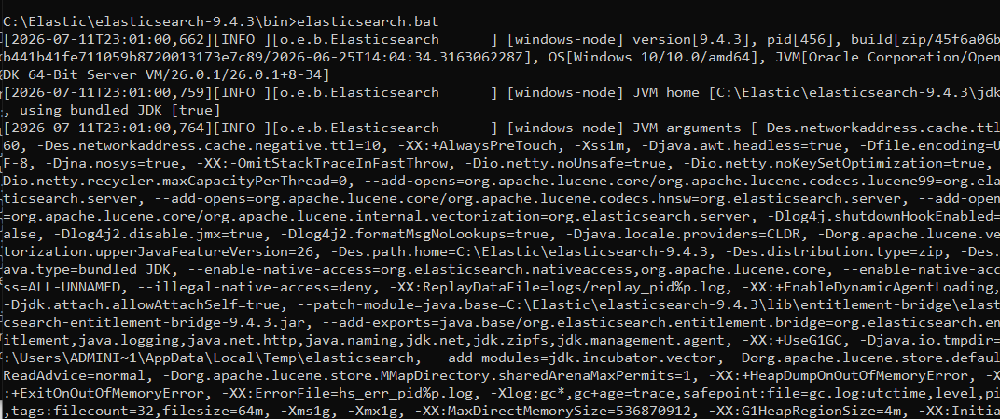 C:\Elastic\elasticsearch-9.4.3\bin>elasticsearch.bat
[2026-07-11T23:01:00,662][INFO ][o.e.b.Elasticsearch      ] [windows-node] version[9.4.3], pid[456], build[zip/45f6a06b
b441b41fe711059b8720013173e7c89/2026-06-25T14:04:34.316306228Z], OS[Windows 10/10.0/amd64], JVM[Oracle Corporation/Open
DK 64-Bit Server VM/26.0.1/26.0.1+8-34]
[2026-07-11T23:01:00,759][INFO ][o.e.b.Elasticsearch      ] [windows-node] JVM home [C:\Elastic\elasticsearch-9.4.3\jdk
, using bundled JDK [true]
[2026-07-11T23:01:00,764][INFO ][o.e.b.Elasticsearch      ] [windows-node] JVM arguments [-Des.networkaddress.cache.ttl
60, -Des.networkaddress.cache.negative.ttl=10, -XX:+AlwaysPreTouch, -Xss1m, -Djava.awt.headless=true, -Dfile.encoding=U
F-8, -Djna.nosys=true, -XX:-OmitStackTraceInFastThrow, -Dio.netty.noUnsafe=true, -Dio.netty.noKeySetOptimization=true,
Dio.netty.recycler.maxCapacityPerThread=0, --add-opens=org.apache.lucene.core/org.apache.lucene.codecs.lucene99=org.ela
ticsearch.server, --add-opens=org.apache.lucene.core/org.apache.lucene.codecs.hnsw=org.elasticsearch.server, --add-open
=org.apache.lucene.core/org.apache.lucene.internal.vectorization=org.elasticsearch.server, -Dlog4j.shutdownHookEnabled=
alse, -Dlog4j2.disable.jmx=true, -Dlog4j2.formatMsgNoLookups=true, -Djava.locale.providers=CLDR, -Dorg.apache.lucene.ve
torization.upperJavaFeatureVersion=26, -Des.path.home=C:\Elastic\elasticsearch-9.4.3, -Des.distribution.type=zip, -Des.
ava.type=bundled JDK, --enable-native-access=org.elasticsearch.nativeaccess,org.apache.lucene.core, --enable-native-acc
ss=ALL-UNNAMED, --illegal-native-access=deny, -XX:ReplayDataFile=logs/replay_pid%p.log, -XX:+EnableDynamicAgentLoading,
-Djdk.attach.allowAttachSelf=true, --patch-module=java.base=C:\Elastic\elasticsearch-9.4.3\lib\entitlement-bridge\elast
csearch-entitlement-bridge-9.4.3.jar, --add-exports=java.base/org.elasticsearch.entitlement.bridge=org.elasticsearch.en
itlement,java.logging,java.net.http,java.naming,jdk.net,jdk.zipfs,jdk.management.agent, -XX:+UseG1GC, -Djava.io.tmpdir=
:\Users\ADMINI~1\AppData\Local\Temp\elasticsearch, --add-modules=jdk.incubator.vector, -Dorg.apache.lucene.store.defaul
ReadAdvice=normal, -Dorg.apache.lucene.store.MMapDirectory.sharedArenaMaxPermits=1, -XX:+HeapDumpOnOutOfMemoryError, -X
:+ExitOnOutOfMemoryError, -XX:ErrorFile=hs_err_pid%p.log, -Xlog:gc*,gc+age=trace,safepoint:file=gc.log:utctime,level,pi
,tags:filecount=32,filesize=64m, -Xms1g, -Xmx1g, -XX:MaxDirectMemorySize=536870912, -XX:G1HeapRegionSize=4m, -XX:Initia